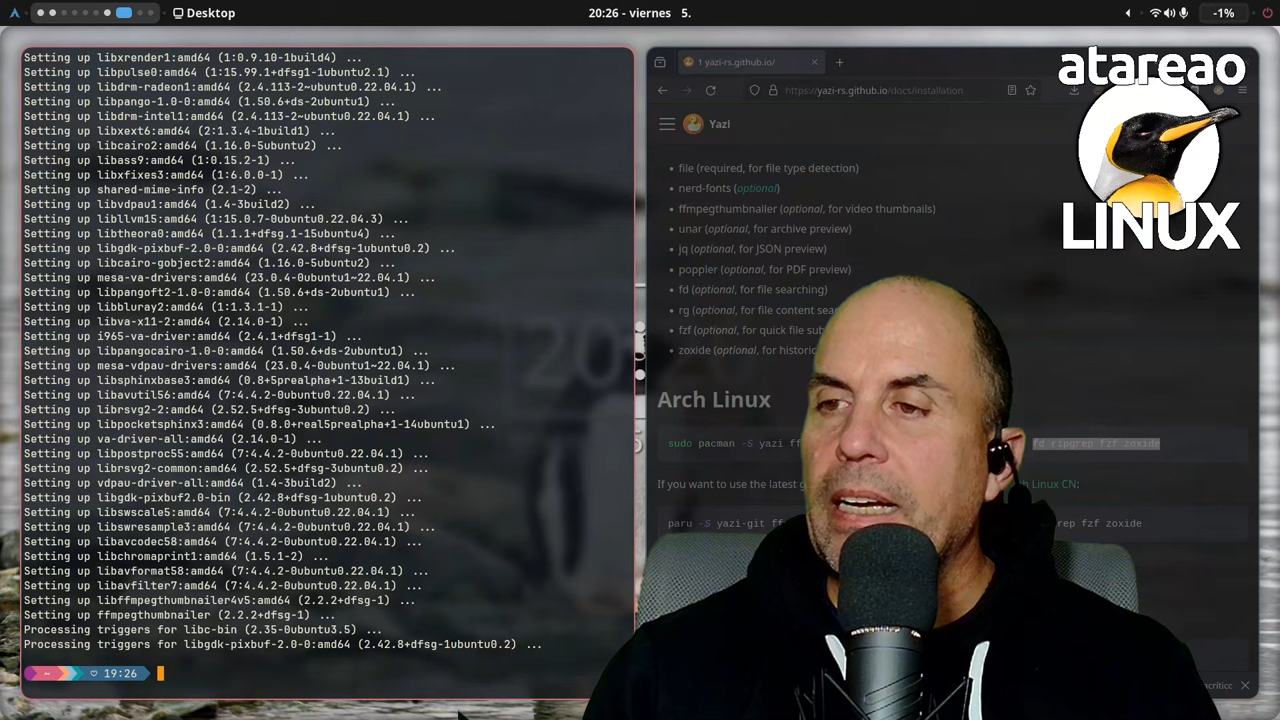 Desktop
20:26 - viernes 5.
-1%
Setting up libxrender1:amd64 (1:0.9.10-1build4) ...
Setting up libpulse0:amd64 (1:15.99.1+dfsg1-1ubuntu2.1) ...
Setting up libdrm-radeon1:amd64 (2.4.113-2~ubuntu0.22.04.1) ...
Setting up libpango-1.0-0:amd64 (1.50.6+ds-2ubuntu1) ...
Setting up libdrm-intel1:amd64 (2.4.113-2~ubuntu0.22.04.1) ...
Setting up libxext6:amd64 (2:1.3.4-1build1) ...
Setting up libcairo2:amd64 (1.16.0-5ubuntu2) ...
Setting up libass9:amd64 (1:0.15.2-1) ...
Setting up libxfixes3:amd64 (1:6.0.0-1) ...
Setting up shared-mime-info (2.1-2) ...
Setting up libvdpau1:amd64 (1.4-3build2) ...
Setting up libllvm15:amd64 (1:15.0.7-0ubuntu0.22.04.3) ...
Setting up libtheora0:amd64 (1.1.1+dfsg.1-15ubuntu4) ...
Setting up libgdk-pixbuf-2.0-0:amd64 (2.42.8+dfsg-1ubuntu0.2) ...
Setting up libcairo-gobject2:amd64 (1.16.0-5ubuntu2) ...
Setting up mesa-va-drivers:amd64 (23.0.4-0ubuntu1~22.04.1) ...
Setting up libpangoft2-1.0-0:amd64 (1.50.6+ds-2ubuntu1) ...
Setting up libbluray2:amd64 (1:1.3.1-1) ...
Setting up libva-x11-2:amd64 (2.14.0-1) ...
Setting up i965-va-driver:amd64 (2.4.1+dfsg1-1) ...
Setting up libpangocairo-1.0-0:amd64 (1.50.6+ds-2ubuntu1) ...
Setting up mesa-vdpau-drivers:amd64 (23.0.4-0ubuntu1~22.04.1) ...
Setting up libsphinxbase3:amd64 (0.8+5prealpha+1-13build1) ...
Setting up libavutil56:amd64 (7:4.4.2-0ubuntu0.22.04.1) ...
Setting up librsvg2-2:amd64 (2.52.5+dfsg-3ubuntu0.2) ...
Setting up libpocketsphinx3:amd64 (0.8.0+real5prealpha+1-14ubuntu1) ...
Setting up va-driver-all:amd64 (2.14.0-1) ...
Setting up libpostproc55:amd64 (7:4.4.2-0ubuntu0.22.04.1) ...
Setting up librsvg2-common:amd64 (2.52.5+dfsg-3ubuntu0.2) ...
Setting up vdpau-driver-all:amd64 (1.4-3build2) ...
Setting up libgdk-pixbuf2.0-bin (2.42.8+dfsg-1ubuntu0.2) ...
Setting up libswscale5:amd64 (7:4.4.2-0ubuntu0.22.04.1) ...
Setting up libswresample3:amd64 (7:4.4.2-0ubuntu0.22.04.1) ...
Setting up libavcodec58:amd64 (7:4.4.2-0ubuntu0.22.04.1) ...
Setting up libchromaprint1:amd64 (1.5.1-2) ...
Setting up libavformat58:amd64 (7:4.4.2-0ubuntu0.22.04.1) ...
Setting up libavfilter7:amd64 (7:4.4.2-0ubuntu0.22.04.1) ...
Setting up libffmpegthumbnailer4v5:amd64 (2.2.2+dfsg-1) ...
Setting up ffmpegthumbnailer (2.2.2+dfsg-1) ...
Processing triggers for libc-bin (2.35-0ubuntu3.5) ...
Processing triggers for libgdk-pixbuf-2.0-0:amd64 (2.42.8+dfsg-1ubuntu0.2) ...
~ ♡ 19:26
1 yazi-rs.github.io/
https://yazi-rs.github.io/docs/installation
Yazi
file (required, for file type detection)
nerd-fonts (optional)
ffmpegthumbnailer (optional, for video thumbnails)
unar (optional, for archive preview)
jq (optional, for JSON preview)
poppler (optional, for PDF preview)
fd (optional, for file searching)
rg (optional, for file content
fzf (optional, for quick file
zoxide (optional, for
Arch Linux
sudo pacman -S yazi fd ripgrep fzf zoxide
If you want to use the latest Linux CN:
paru -S yazi-git fzf zoxide
atareao
LINUX